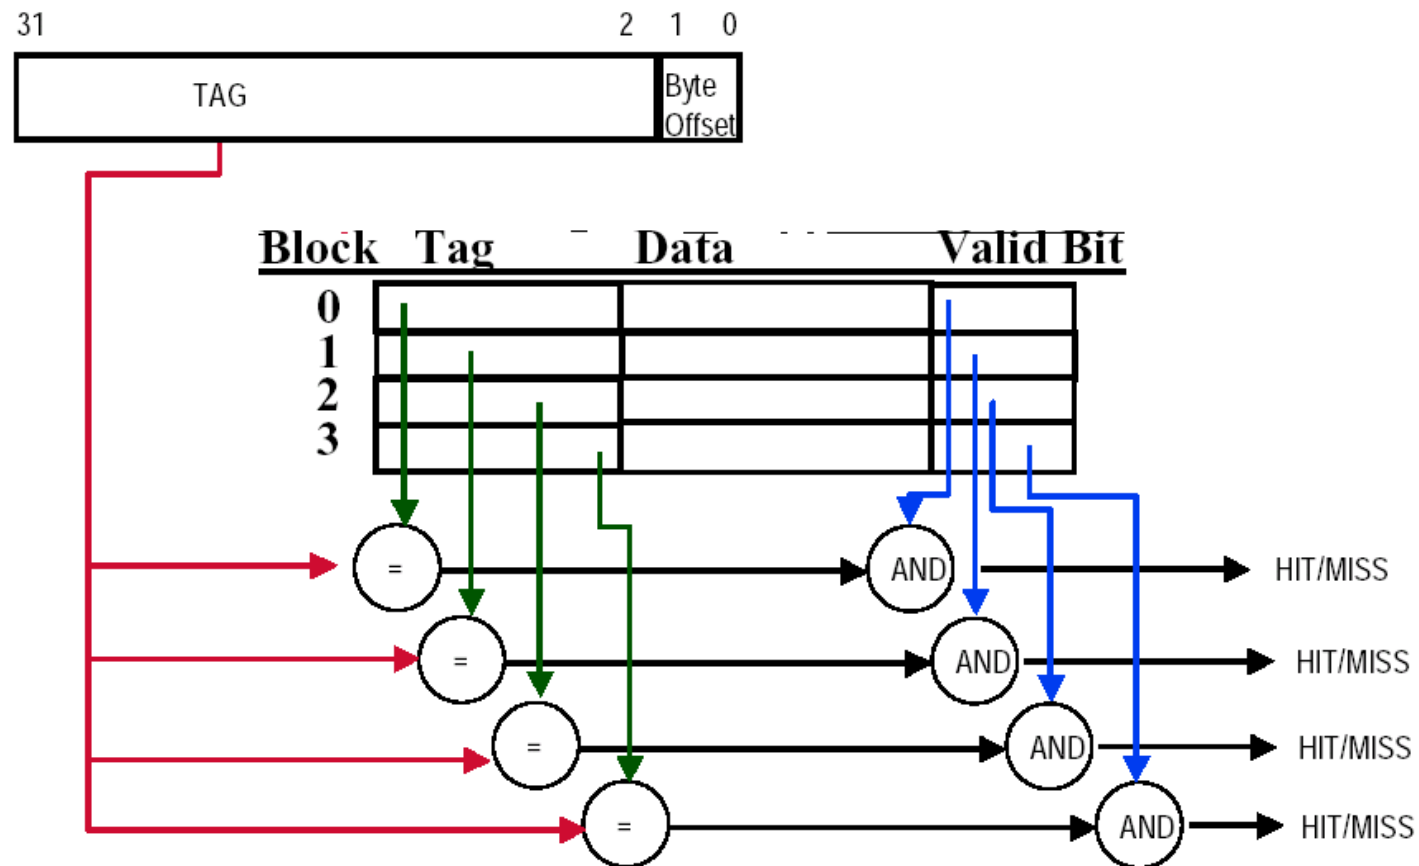 31 2 1 0
TAG Byte
Offset
Block Tag Data Valid Bit
0
1
2
3
= AND HIT/MISS
= AND HIT/MISS
= AND HIT/MISS
= AND HIT/MISS